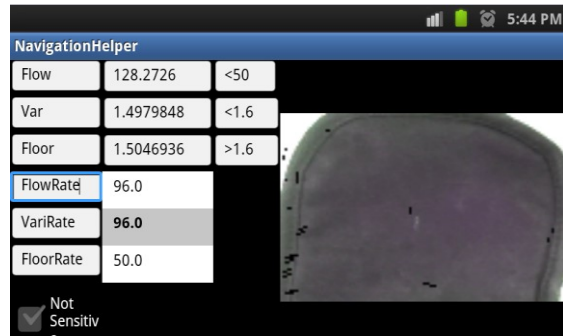 5:44 PM
NavigationHelper
Flow 128.2726 <50
Var 1.4979848 <1.6
Floor 1.5046936 >1.6
FlowRate 96.0
VariRate 96.0
FloorRate 50.0
Not
Sensitiv